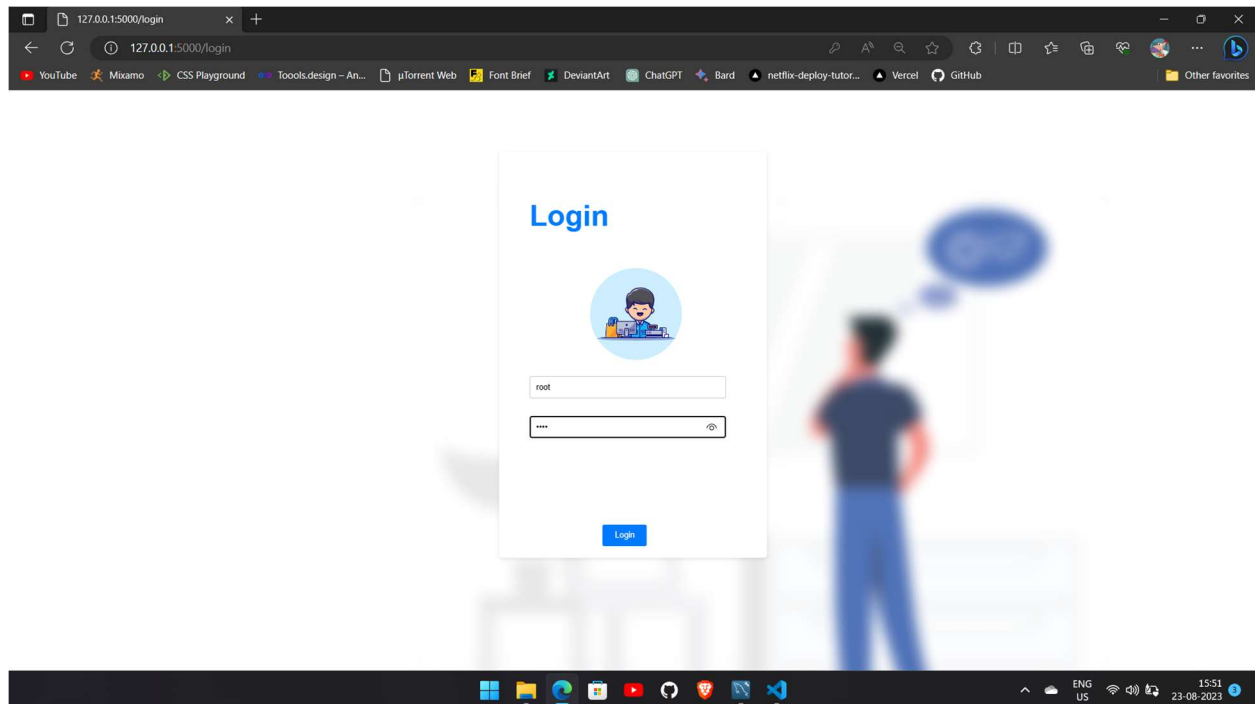 127.0.0.1:5000/login
127.0.0.1:5000/login
YouTube Mixamo CSS Playground Toools.design – An... µTorrent Web Font Brief DeviantArt ChatGPT Bard netflix-deploy-tutor... Vercel GitHub Other favorites
Login
root
••••
Login
ENG 15:51
US 23-08-2023 3